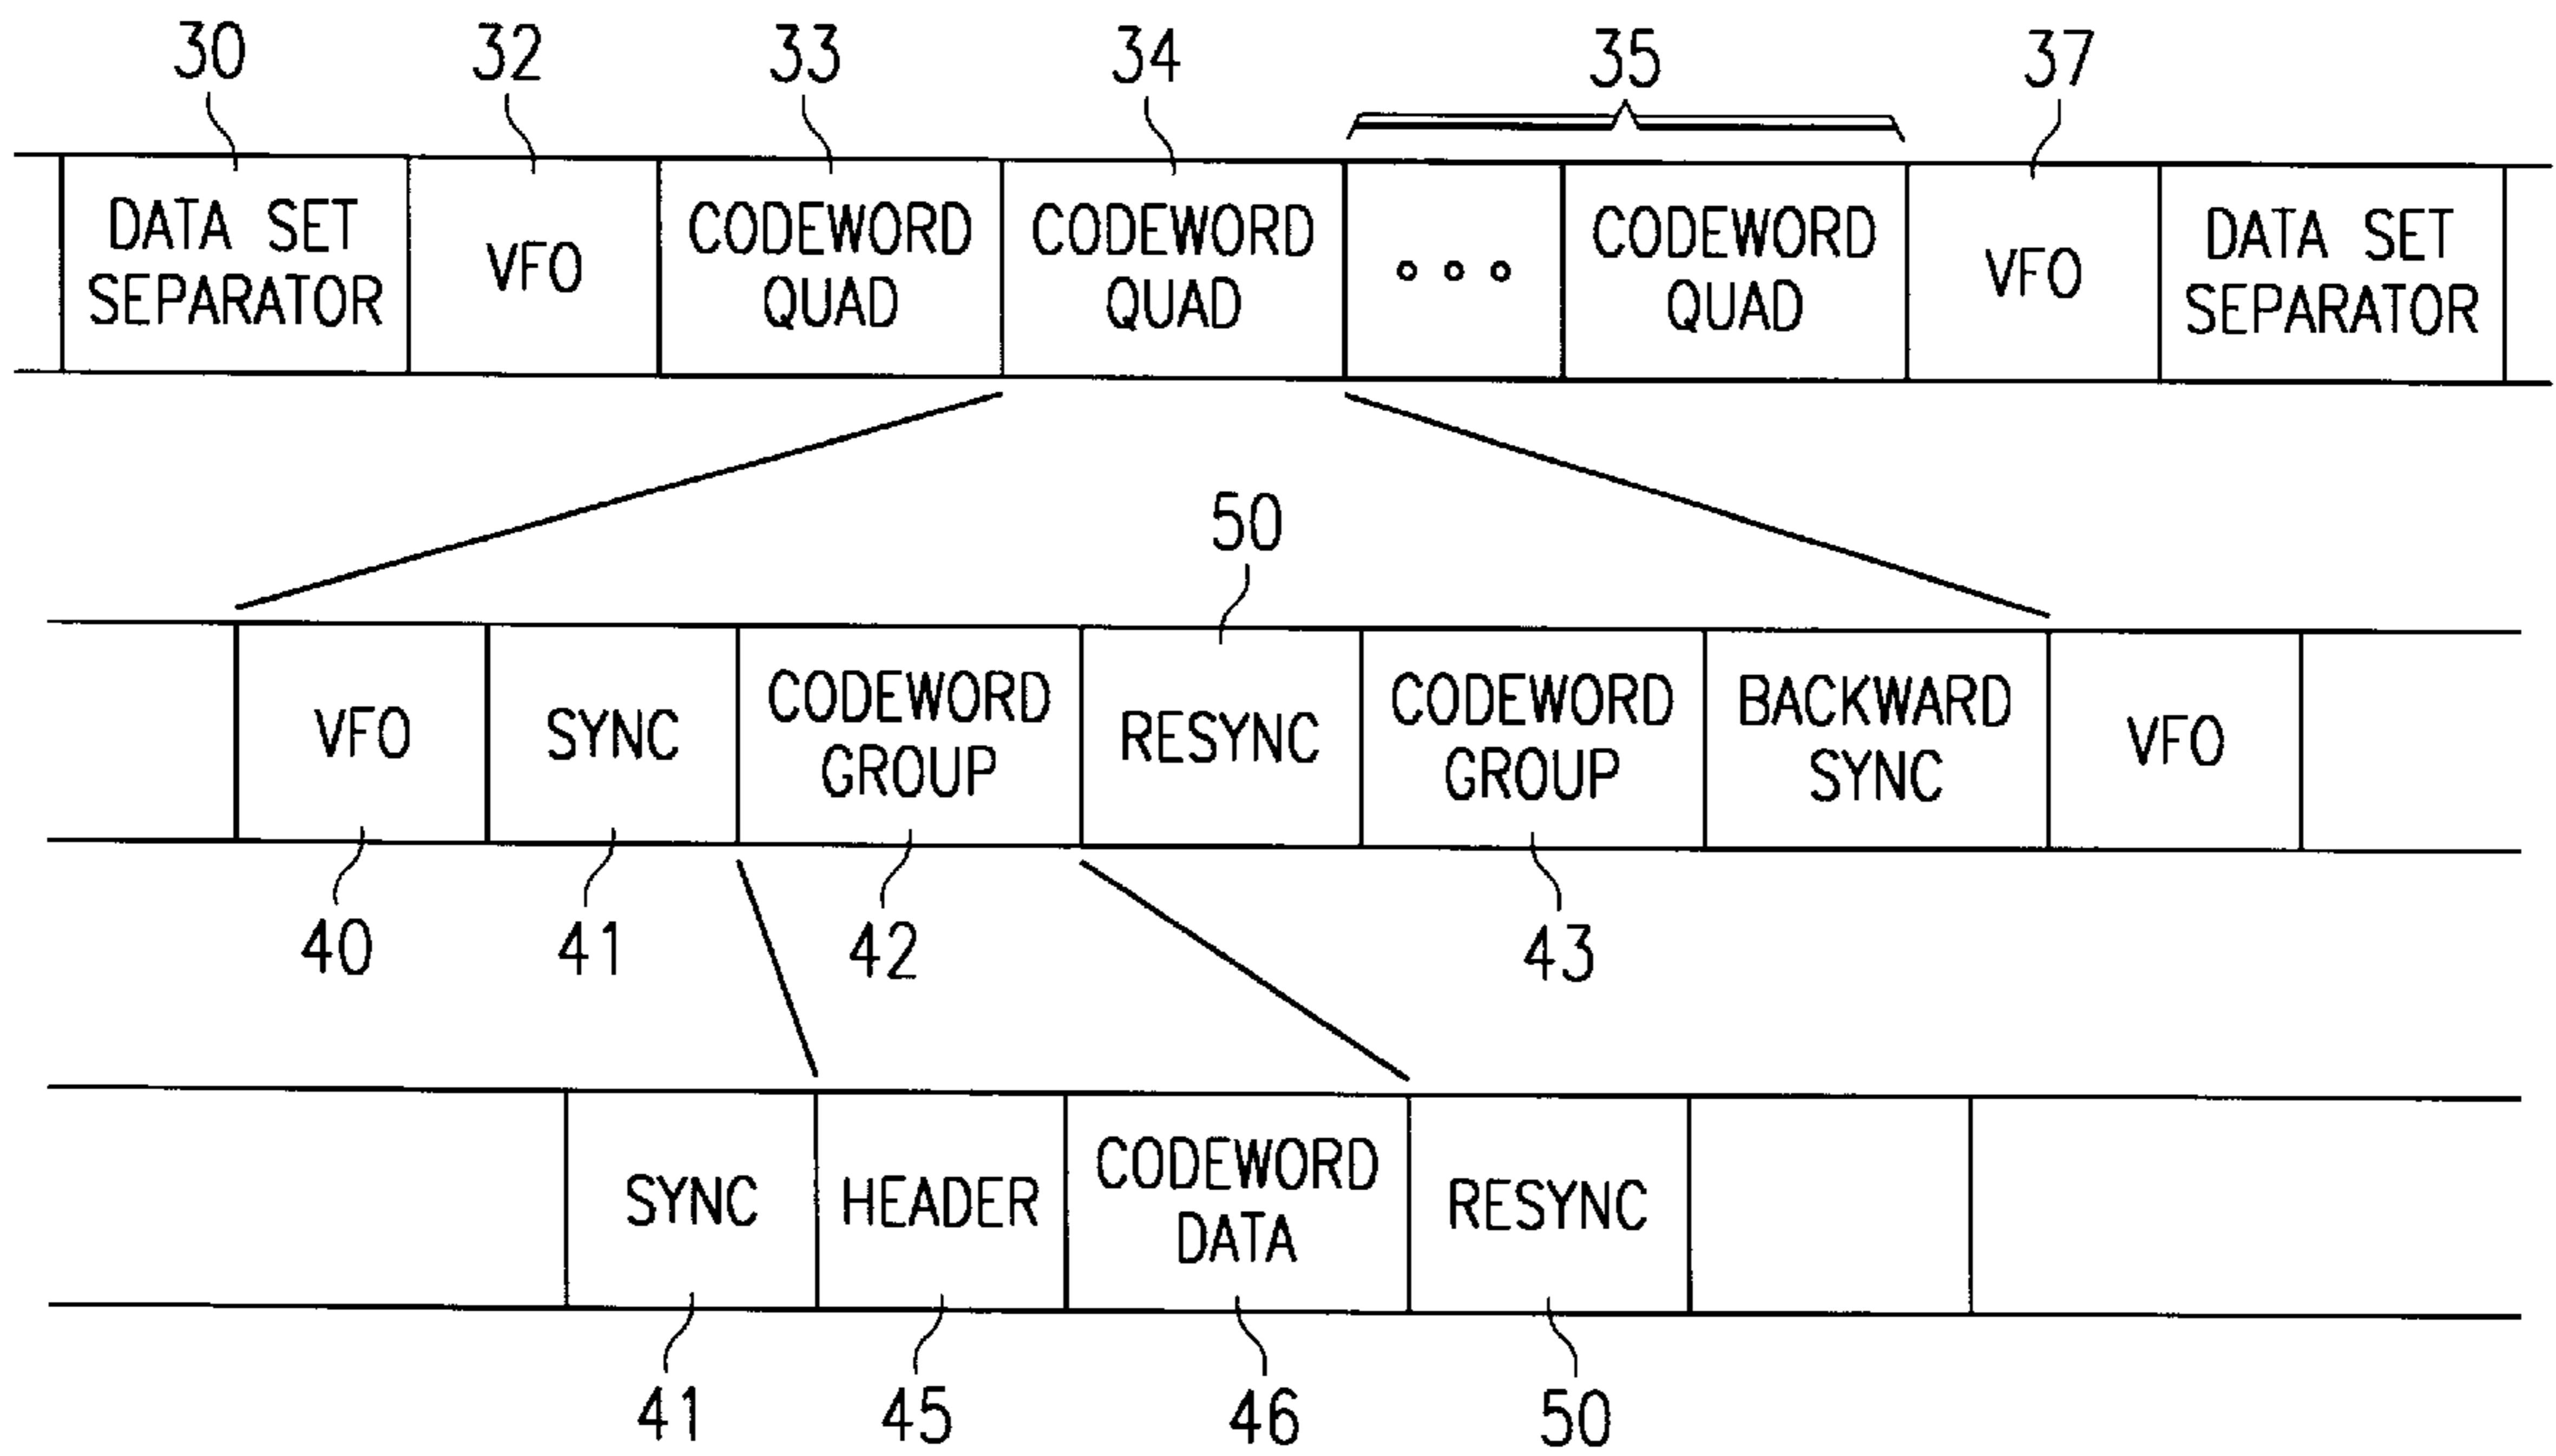 30 32 33 34 35 37
DATA SET SEPARATOR
VFO
CODEWORD QUAD
CODEWORD QUAD
CODEWORD QUAD
VFO
DATA SET SEPARATOR
50
VFO
SYNC
CODEWORD GROUP
RESYNC
CODEWORD GROUP
BACKWARD SYNC
VFO
40 41 42 43
SYNC
HEADER
CODEWORD DATA
RESYNC
41 45 46 50